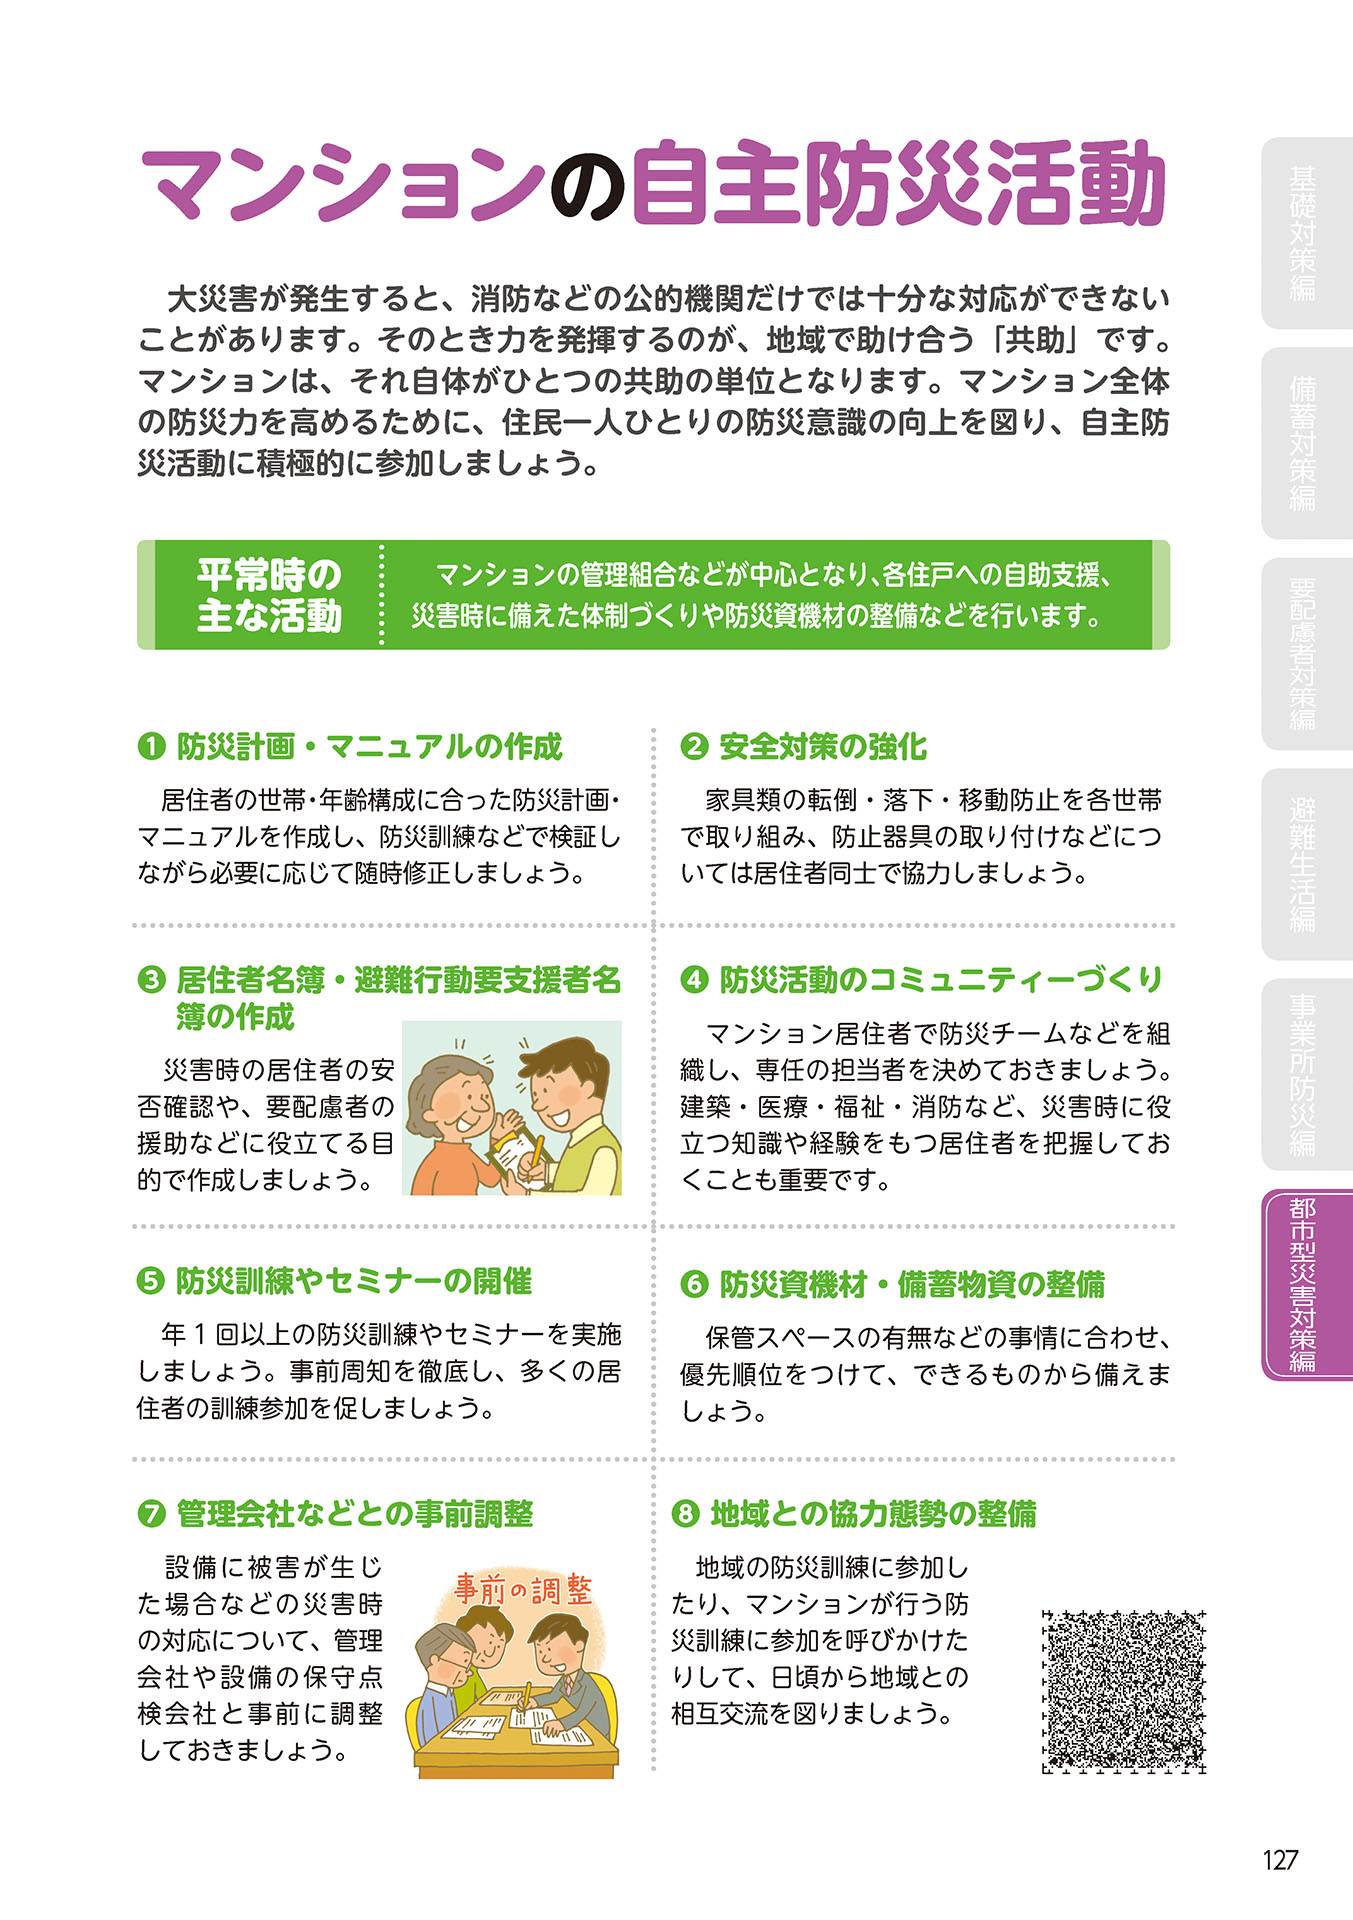 マンションの自主防災活動
大災害が発生すると、消防などの公的機関だけでは十分な対応ができない
ことがあります。そのとき力を発揮するのが、地域で助け合う「共助」です。
マンションは、それ自体がひとつの共助の単位となります。マンション全体
の防災力を高めるために、住民一人ひとりの防災意識の向上を図り、自主防
災活動に積極的に参加しましょう。
平常時の
主な活動
マンションの管理組合などが中心となり、各住戸への自助支援、
災害時に備えた体制づくりや防災資機材の整備などを行います。
❶ 防災計画・マニュアルの作成
居住者の世帯・年齢構成に合った防災計画・
マニュアルを作成し、防災訓練などで検証し
ながら必要に応じて随時修正しましょう。
❷ 安全対策の強化
家具類の転倒・落下・移動防止を各世帯
で取り組み、防止器具の取り付けなどにつ
いては居住者同士で協力しましょう。
❸ 居住者名簿・避難行動要支援者名
簿の作成
災害時の居住者の安
否確認や、要配慮者の
援助などに役立てる目
的で作成しましょう。
❹ 防災活動のコミュニティーづくり
マンション居住者で防災チームなどを組
織し、専任の担当者を決めておきましょう。
建築・医療・福祉・消防など、災害時に役
立つ知識や経験をもつ居住者を把握してお
くことも重要です。
❺ 防災訓練やセミナーの開催
年1回以上の防災訓練やセミナーを実施
しましょう。事前周知を徹底し、多くの居
住者の訓練参加を促しましょう。
❻ 防災資機材・備蓄物資の整備
保管スペースの有無などの事情に合わせ、
優先順位をつけて、できるものから備えま
しょう。
❼ 管理会社などとの事前調整
設備に被害が生じ
た場合などの災害時
の対応について、管理
会社や設備の保守点
検会社と事前に調整
しておきましょう。
事前の調整
❽ 地域との協力態勢の整備
地域の防災訓練に参加し
たり、マンションが行う防
災訓練に参加を呼びかけた
りして、日頃から地域との
相互交流を図りましょう。
基礎対策編
備蓄対策編
要配慮者対策編
避難生活編
事業所防災編
都市型災害対策編
127